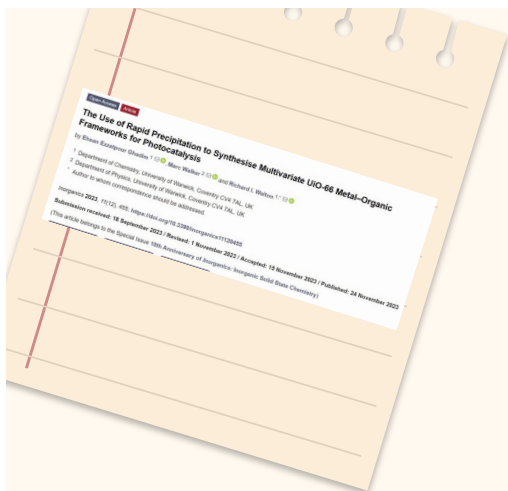 Open Access Article
The Use of Rapid Precipitation to Synthesise Multivariate UiO-66 Metal–Organic
Frameworks for Photocatalysis
by Ehsan Ezzatpour Ghadim 1, Marc Walker 2 and Richard I. Walton 1,*
1 Department of Chemistry, University of Warwick, Coventry CV4 7AL, UK
2 Department of Physics, University of Warwick, Coventry CV4 7AL, UK
* Author to whom correspondence should be addressed.
Inorganics 2023, 11(12), 455; https://doi.org/10.3390/inorganics11120455
Submission received: 18 September 2023 / Revised: 1 November 2023 / Accepted: 15 November 2023 / Published: 24 November 2023
(This article belongs to the Special Issue 10th Anniversary of Inorganics: Inorganic Solid State Chemistry)